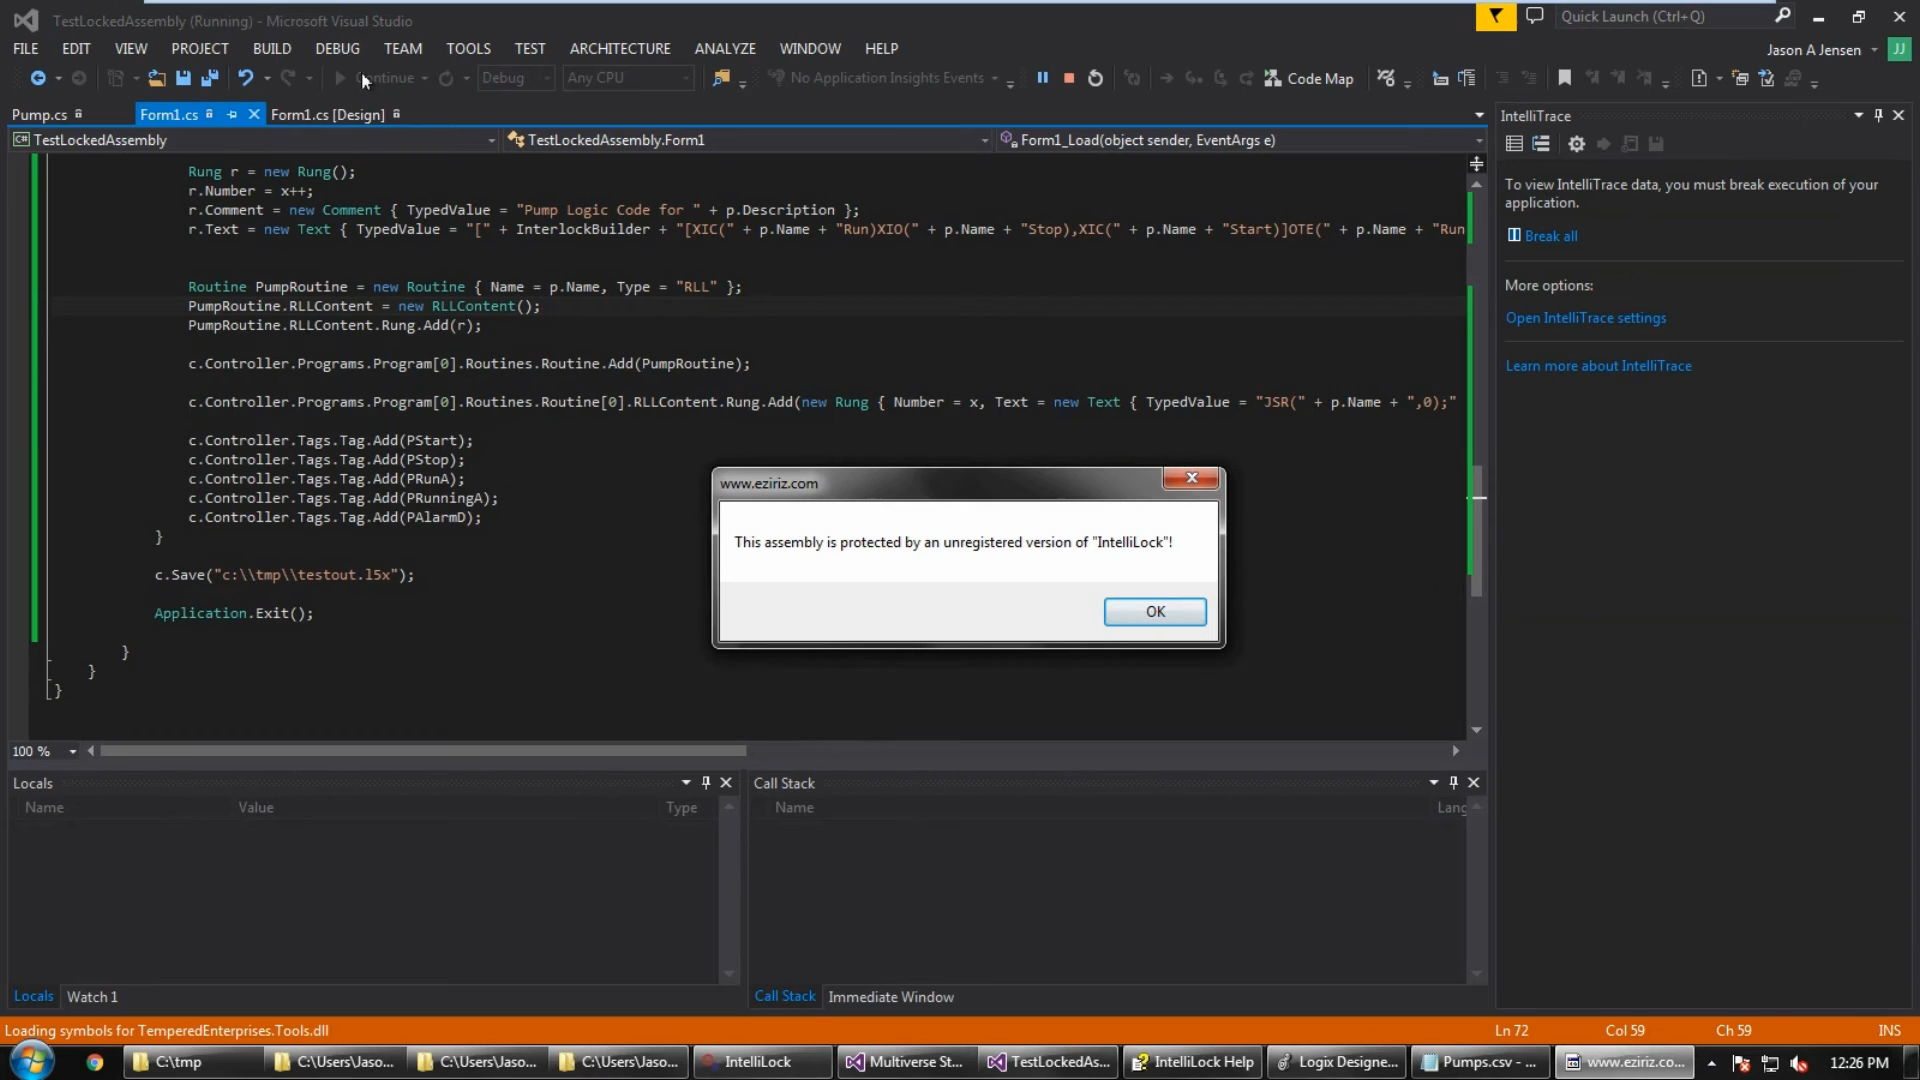 TestLockedAssembly (Running) - Microsoft Visual Studio
Quick Launch (Ctrl+Q)
FILE EDIT VIEW PROJECT BUILD DEBUG TEAM TOOLS TEST ARCHITECTURE ANALYZE WINDOW HELP
Jason A Jensen JJ
Continue Debug Any CPU No Application Insights Events Code Map
Pump.cs Form1.cs Form1.cs [Design]
C# TestLockedAssembly TestLockedAssembly.Form1 Form1_Load(object sender, EventArgs e)
Rung r = new Rung();
r.Number = x++;
r.Comment = new Comment { TypedValue = "Pump Logic Code for " + p.Description };
r.Text = new Text { TypedValue = "[" + InterlockBuilder + "[XIC(" + p.Name + "Run)XIO(" + p.Name + "Stop),XIC(" + p.Name + "Start)]OTE(" + p.Name + "Run
Routine PumpRoutine = new Routine { Name = p.Name, Type = "RLL" };
PumpRoutine.RLLContent = new RLLContent();
PumpRoutine.RLLContent.Rung.Add(r);
c.Controller.Programs.Program[0].Routines.Routine.Add(PumpRoutine);
c.Controller.Programs.Program[0].Routines.Routine[0].RLLContent.Rung.Add(new Rung { Number = x, Text = new Text { TypedValue = "JSR(" + p.Name + ",0);"
c.Controller.Tags.Tag.Add(PStart);
c.Controller.Tags.Tag.Add(PStop);
c.Controller.Tags.Tag.Add(PRunA);
c.Controller.Tags.Tag.Add(PRunningA);
c.Controller.Tags.Tag.Add(PAlarmD);
}
c.Save("c:\\tmp\\testout.l5x");
Application.Exit();
}
}
}
100 %
www.eziriz.com
This assembly is protected by an unregistered version of "IntelliLock"!
OK
IntelliTrace
To view IntelliTrace data, you must break execution of your
application.
Break all
More options:
Open IntelliTrace settings
Learn more about IntelliTrace
Locals
Name Value Type
Call Stack
Name Lang
Locals Watch 1
Call Stack Immediate Window
Loading symbols for TemperedEnterprises.Tools.dll
Ln 72 Col 59 Ch 59 INS
C:\tmp C:\Users\Jaso... C:\Users\Jaso... C:\Users\Jaso... IntelliLock Multiverse St... TestLockedAs... IntelliLock Help Logix Designe... Pumps.csv - ... www.eziriz.co... 12:26 PM